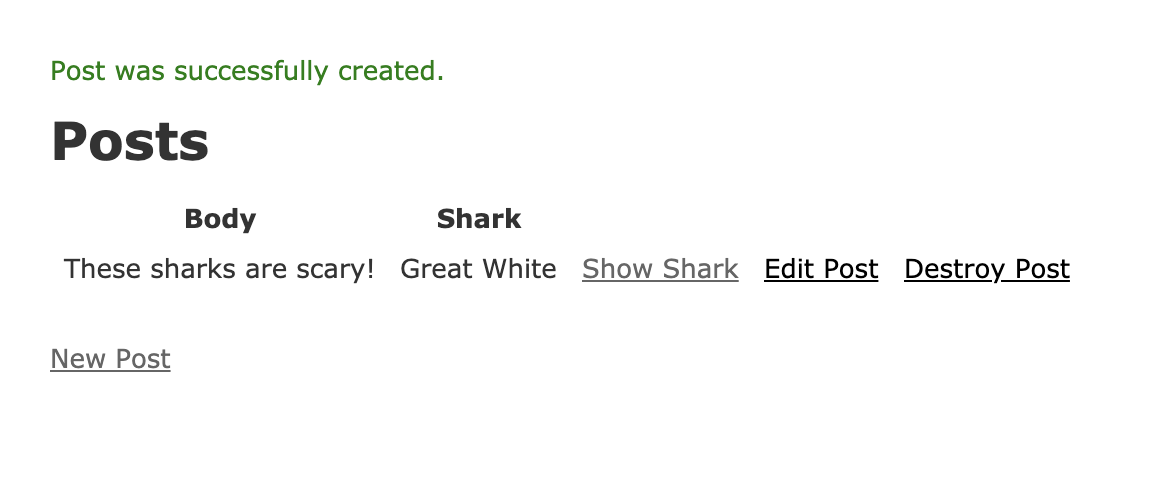 Post was successfully created.
Posts
Body Shark
These sharks are scary! Great White Show Shark Edit Post Destroy Post
New Post